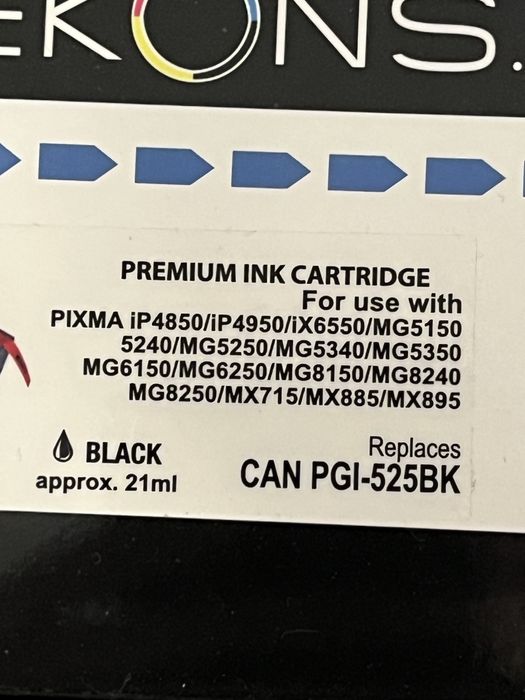 EKONS.
PREMIUM INK CARTRIDGE
For use with
PIXMA iP4850/iP4950/iX6550/MG5150
5240/MG5250/MG5340/MG5350
MG6150/MG6250/MG8150/MG8240
MG8250/MX715/MX885/MX895
BLACK
approx. 21ml
Replaces
CAN PGI-525BK